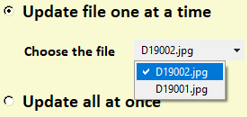 Update file one at a time
Choose the file D19002.jpg
D19002.jpg
D19001.jpg
Update all at once